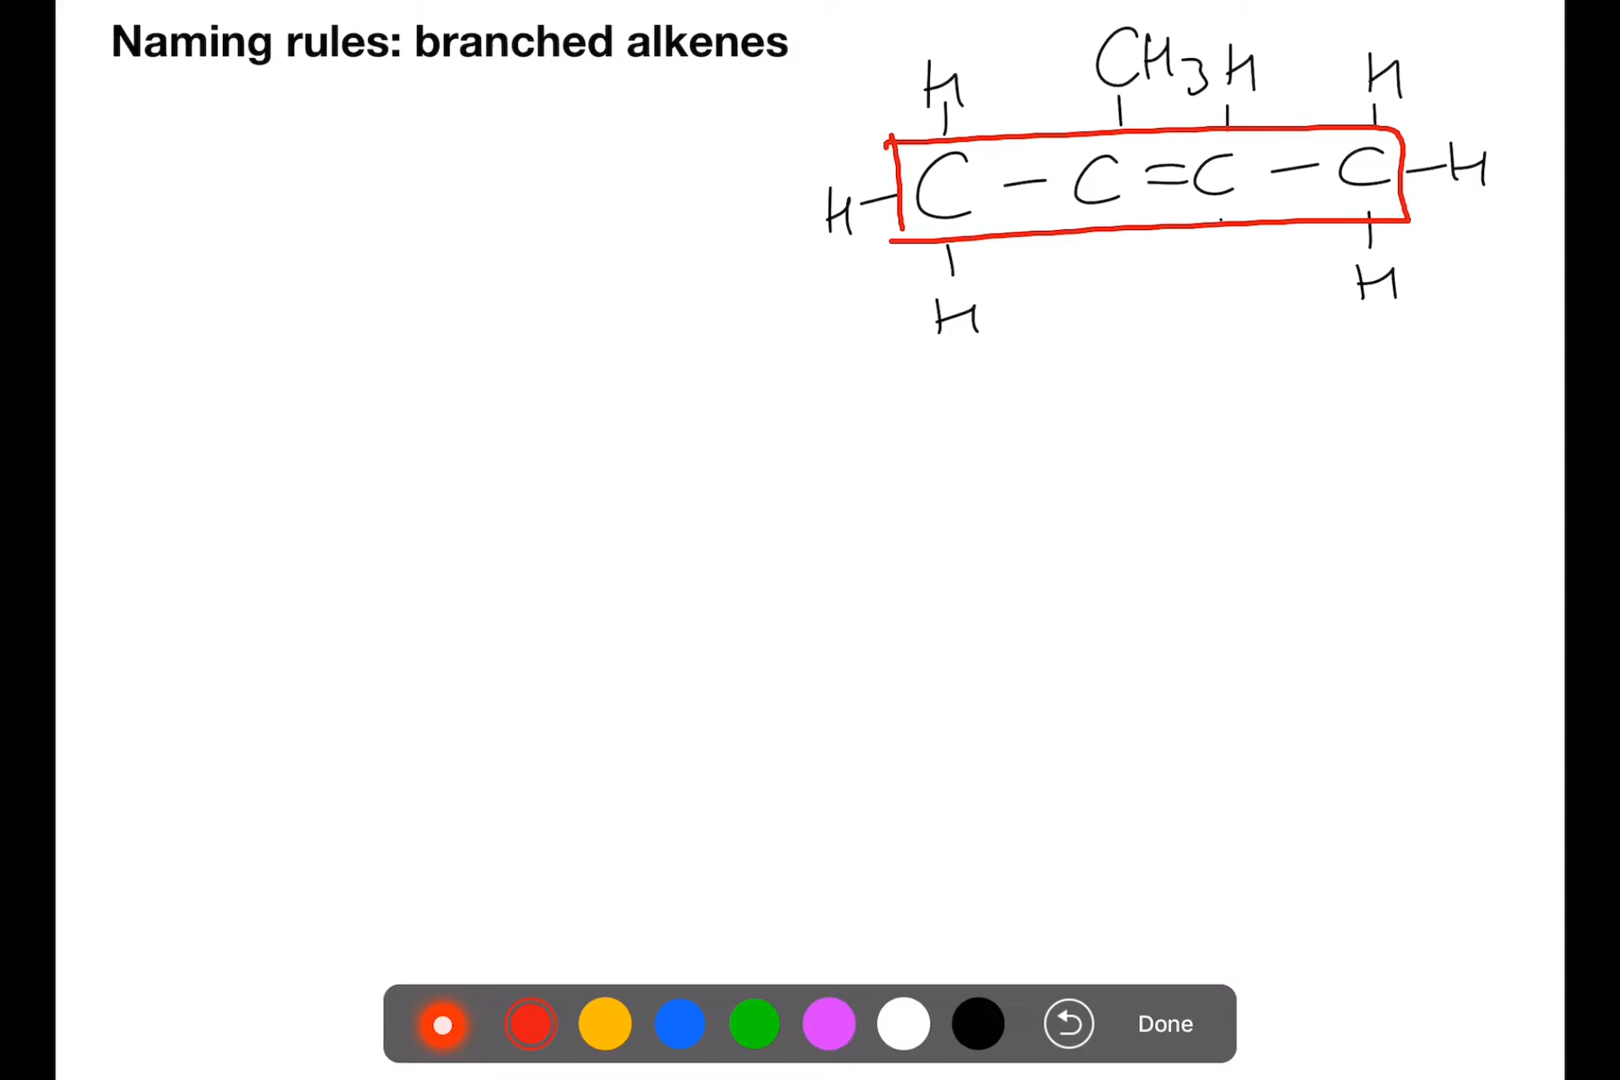 Naming rules: branched alkenes
H CH3 H H
H - C - C = C - C - H
H H
Done